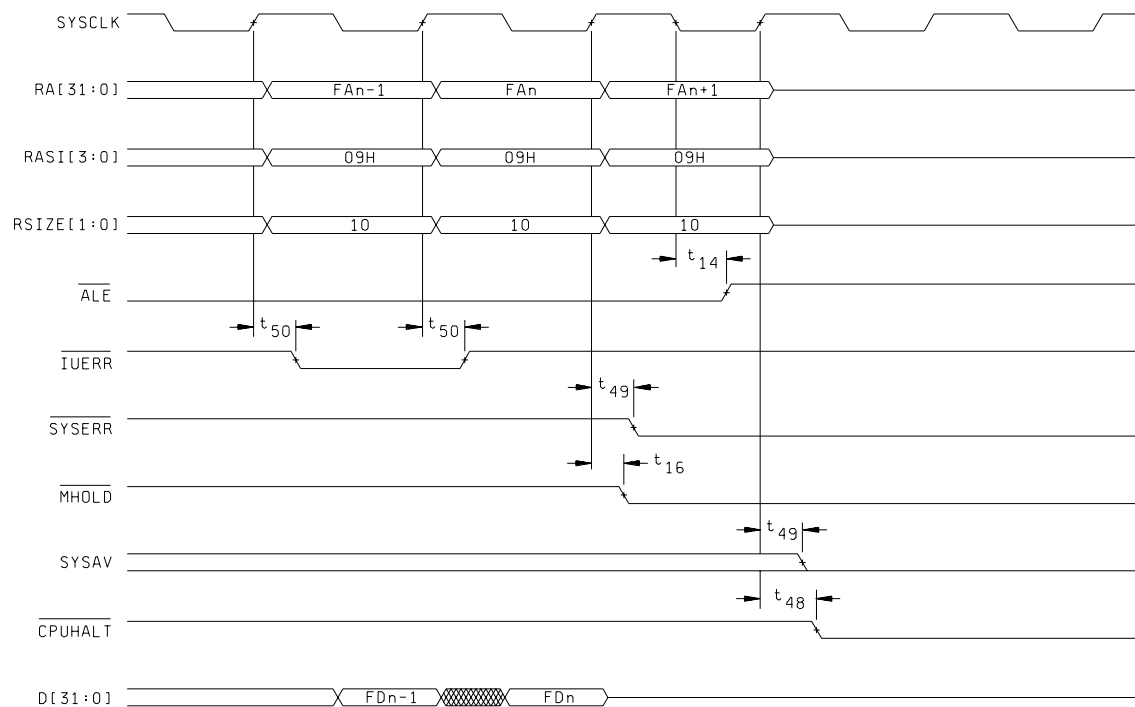 SYSCLK
RA[31:0] FAn-1 FAn FAn+1
RASI[3:0] 09H 09H 09H
RSIZE[1:0] 10 10 10
t14
ALE
t50 t50
IUERR
t49
SYSERR
t16
MHOLD
t49
SYSAV
t48
CPUHALT
D[31:0] FDn-1 FDn